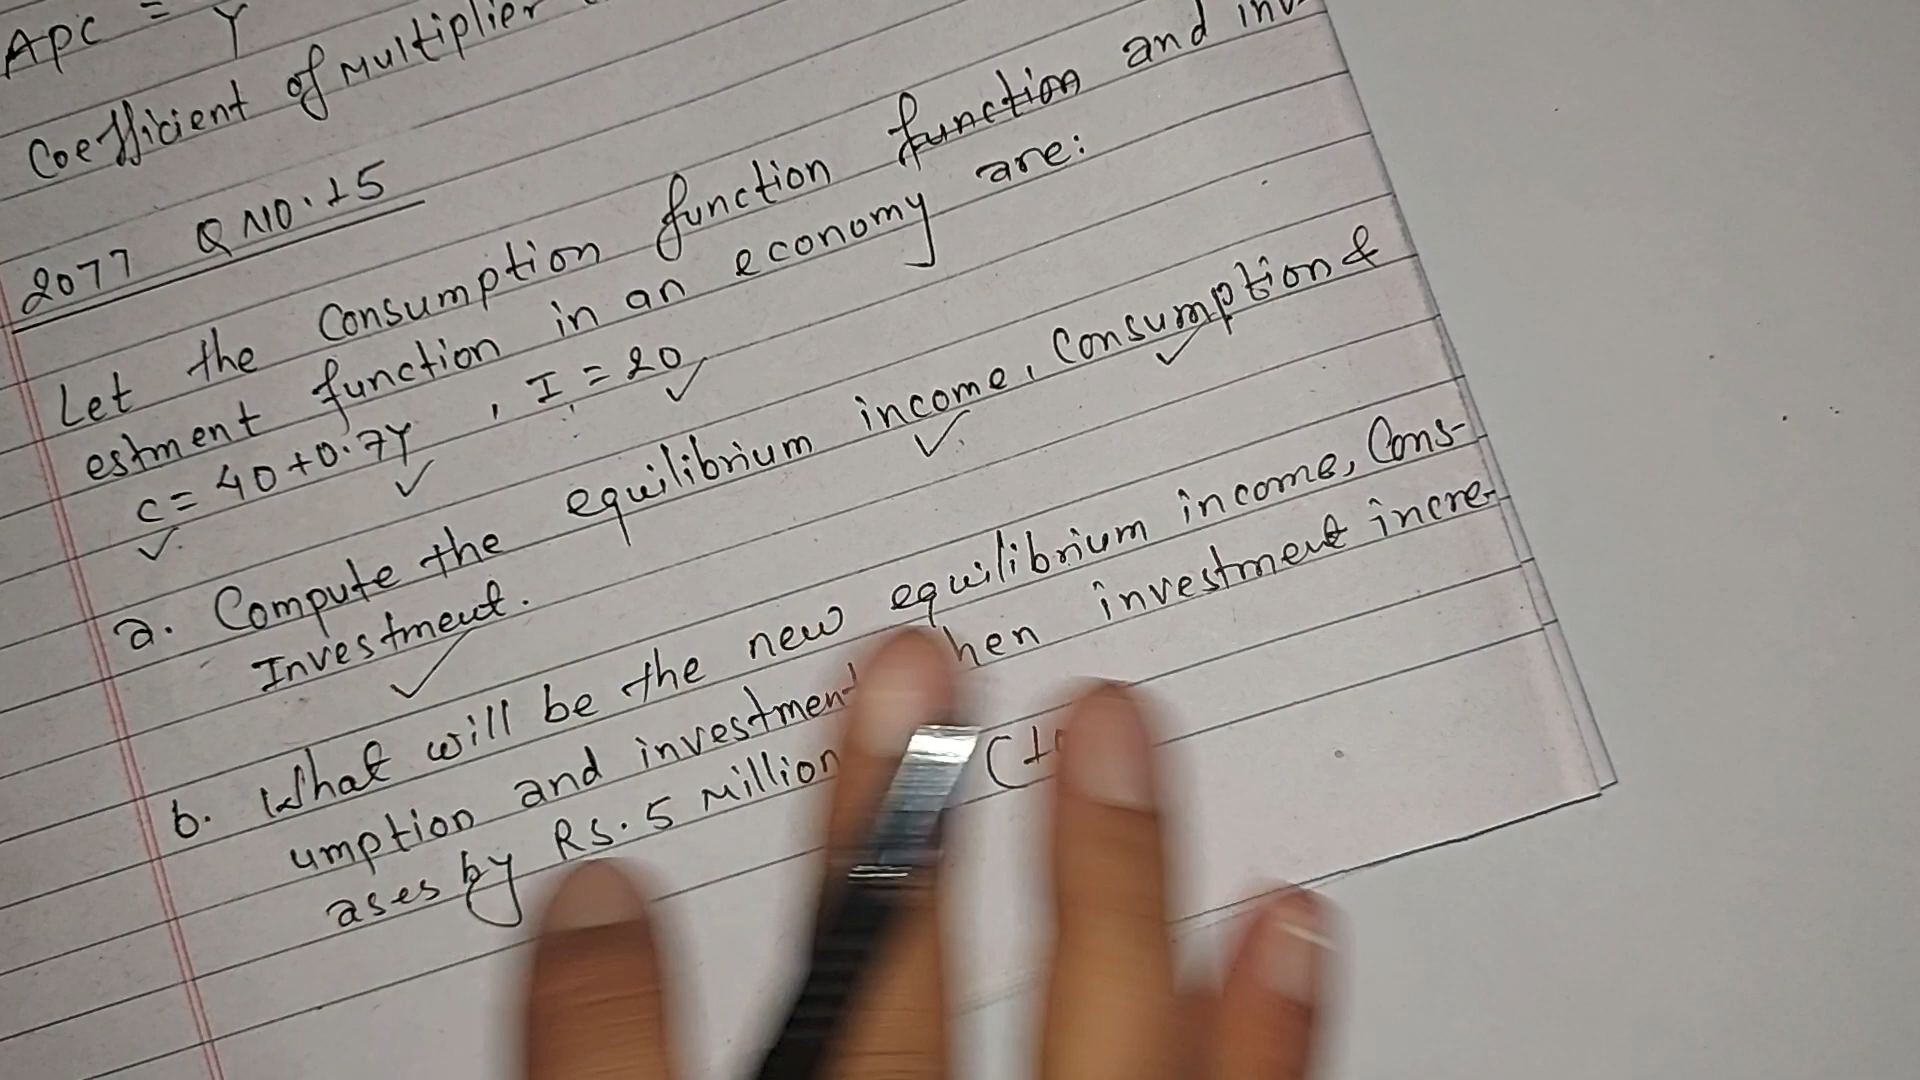 APC = Y
Coefficient of Multiplier
2077 Q NO. 15
Let the Consumption function function and inv-
estment function in an economy are:
C = 40 + 0.7Y , I = 20
a. Compute the equilibrium income, Consumption &
Investment.
b. What will be the new equilibrium income, Cons-
umption and investment when investment incre-
ases by RS. 5 Million